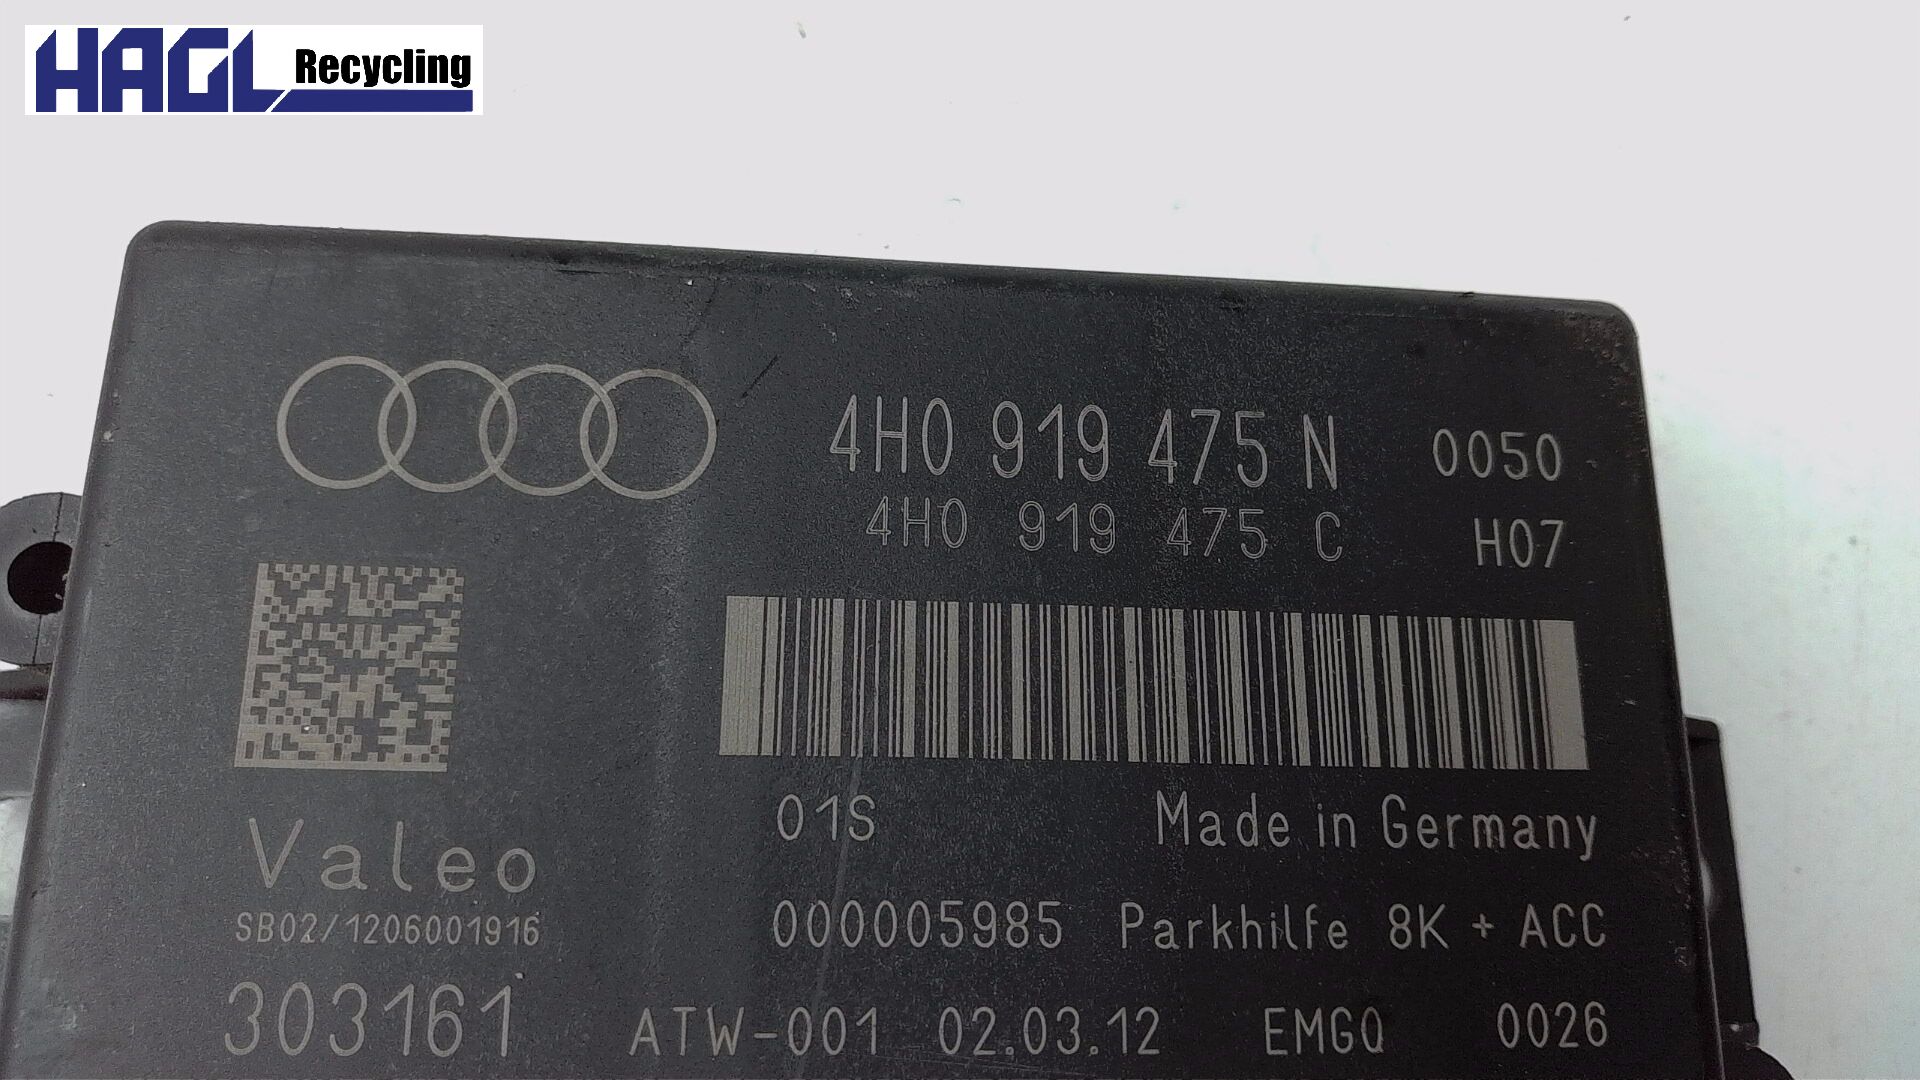 HAGL Recycling
4H0 919 475 N 0050
4H0 919 475 C H07
01S Made in Germany
Valeo
SB02/1206001916
000005985 Parkhilfe 8K + ACC
303161
ATW-001 02.03.12 EMGQ 0026